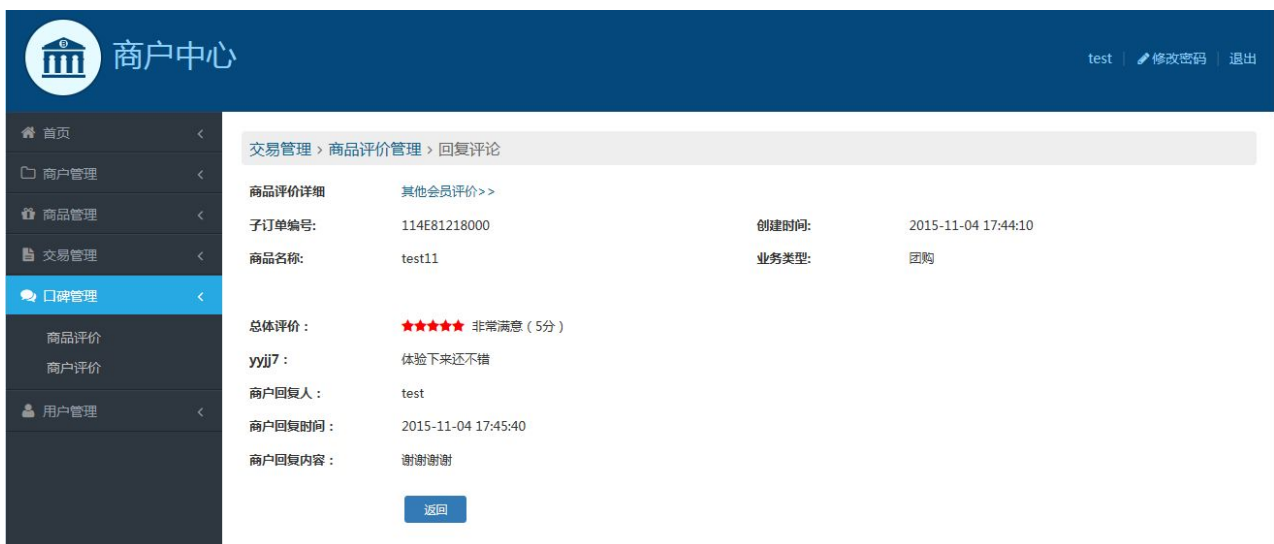 商户中心
test | 修改密码 | 退出
首页
商户管理
商品管理
交易管理
口碑管理
商品评价
商户评价
用户管理
交易管理 › 商品评价管理 › 回复评论
商品评价详细 其他会员评价>>
子订单编号: 114E81218000 创建时间: 2015-11-04 17:44:10
商品名称: test11 业务类型: 团购
总体评价： ★★★★★ 非常满意（5分）
yyjj7： 体验下来还不错
商户回复人： test
商户回复时间： 2015-11-04 17:45:40
商户回复内容： 谢谢谢谢
返回